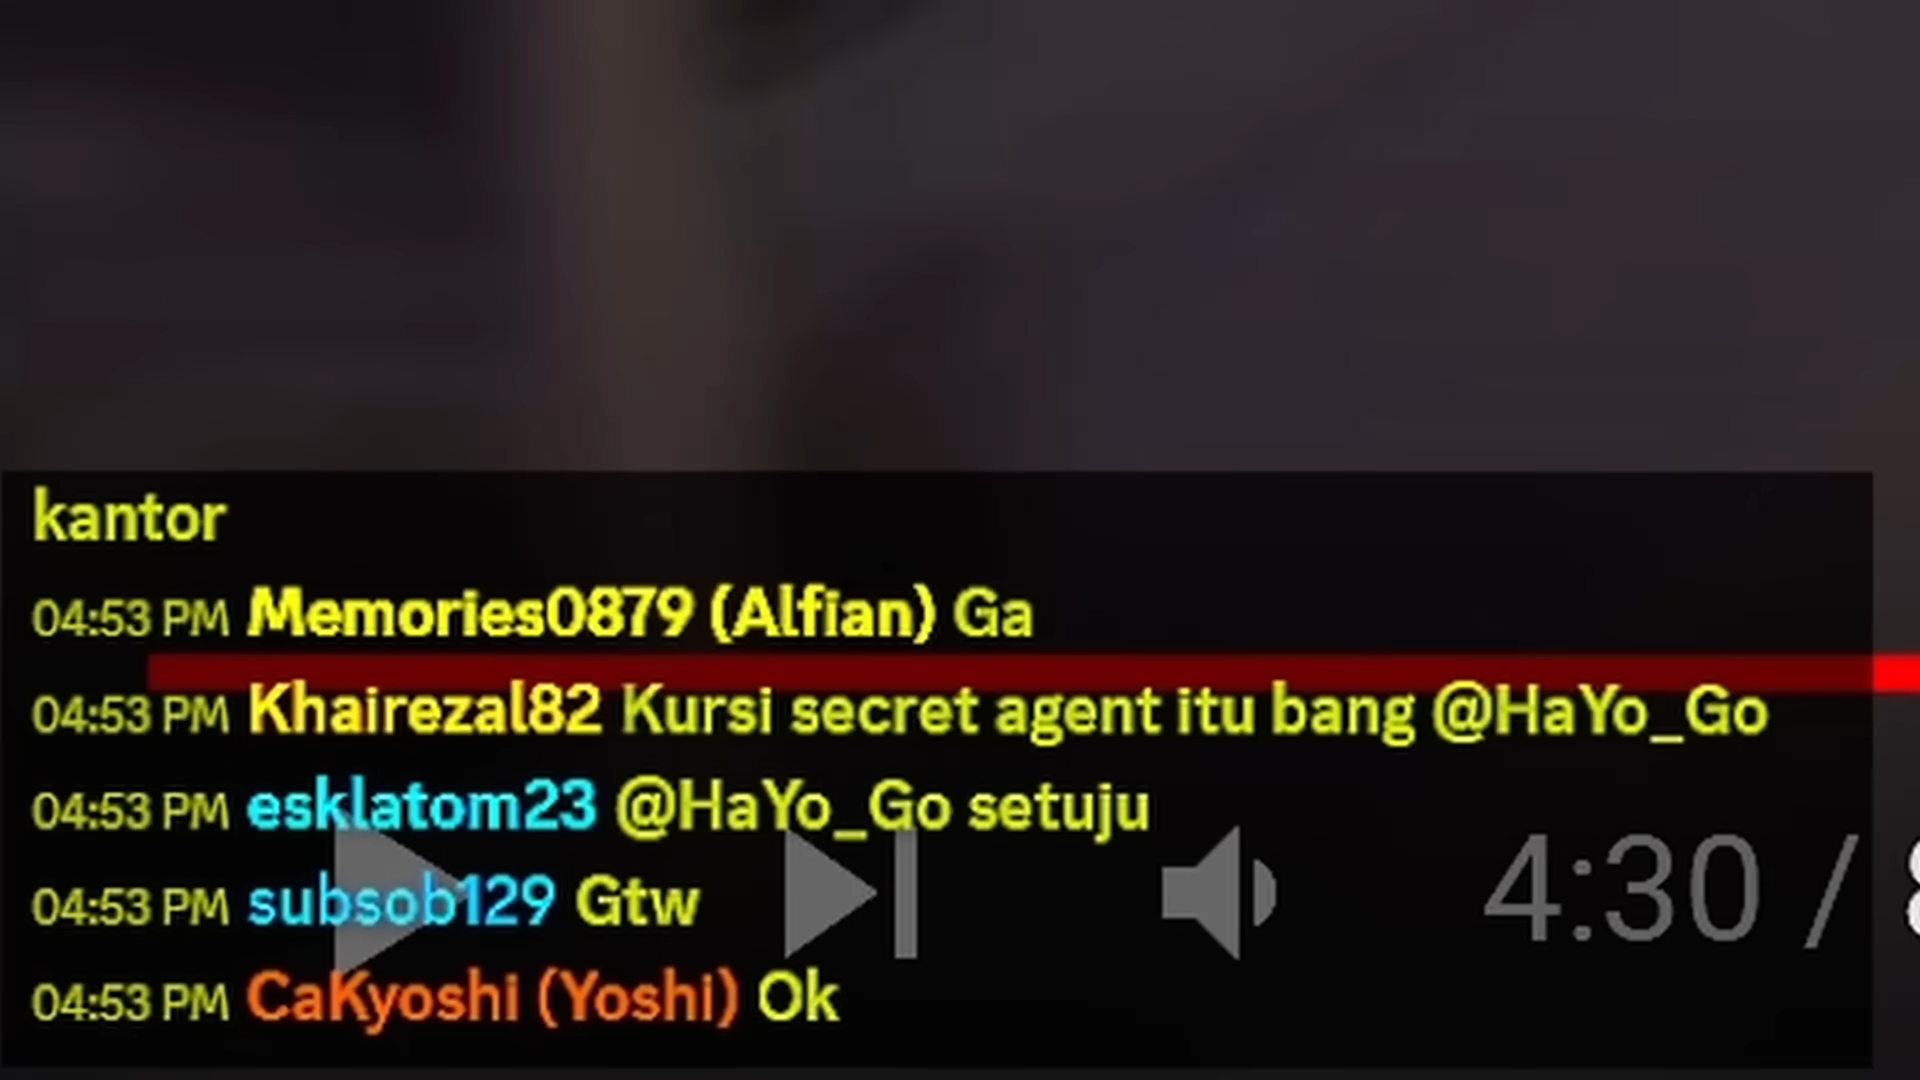 kantor
04:53 PM Memories0879 (Alfian) Ga
04:53 PM Khairezal82 Kursi secret agent itu bang @HaYo_Go
04:53 PM esklatom23 @HaYo_Go setuju
04:53 PM subsob129 Gtw
4:30 /
04:53 PM CaKyoshi (Yoshi) Ok